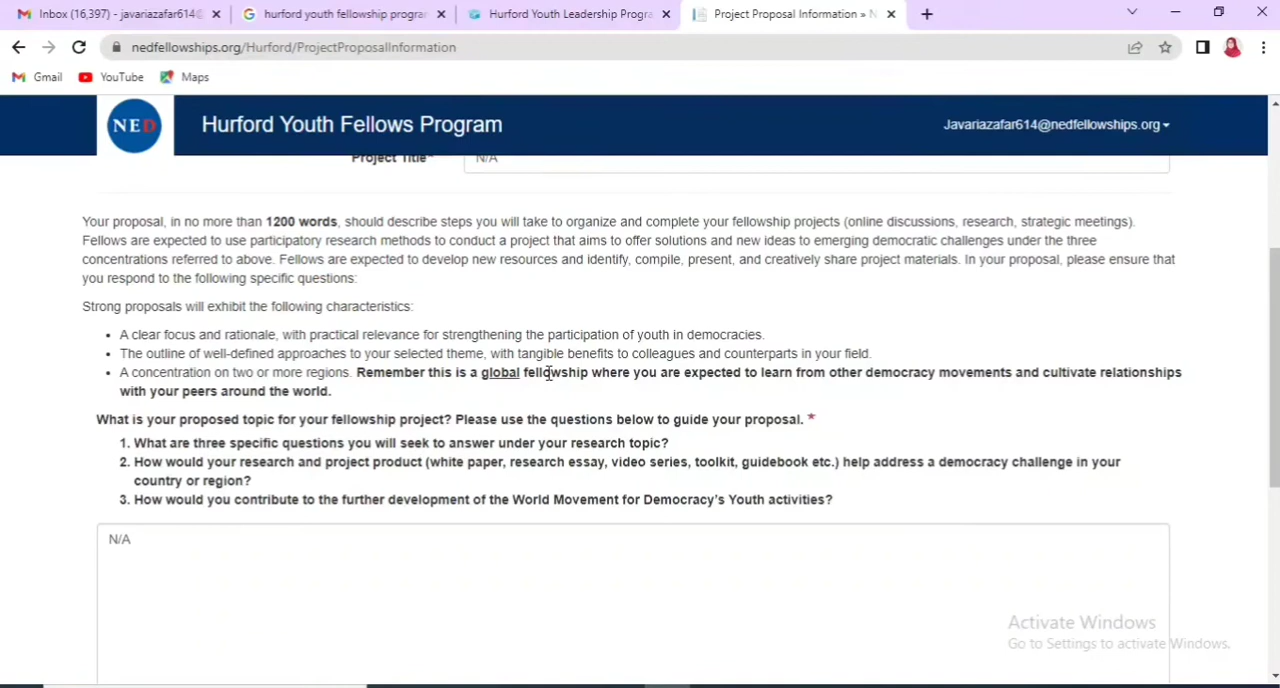 Inbox (16,397) - javariazafar614@
hurford youth fellowship program
Hurford Youth Leadership Progra
Project Proposal Information » N
nedfellowships.org/Hurford/ProjectProposalInformation
Gmail
YouTube
Maps
NED
Hurford Youth Fellows Program
Javariazafar614@nedfellowships.org
Project Title*
N/A
Your proposal, in no more than 1200 words, should describe steps you will take to organize and complete your fellowship projects (online discussions, research, strategic meetings).
Fellows are expected to use participatory research methods to conduct a project that aims to offer solutions and new ideas to emerging democratic challenges under the three
concentrations referred to above. Fellows are expected to develop new resources and identify, compile, present, and creatively share project materials. In your proposal, please ensure that
you respond to the following specific questions:
Strong proposals will exhibit the following characteristics:
• A clear focus and rationale, with practical relevance for strengthening the participation of youth in democracies.
• The outline of well-defined approaches to your selected theme, with tangible benefits to colleagues and counterparts in your field.
• A concentration on two or more regions. Remember this is a global fellowship where you are expected to learn from other democracy movements and cultivate relationships
with your peers around the world.
What is your proposed topic for your fellowship project? Please use the questions below to guide your proposal. *
1. What are three specific questions you will seek to answer under your research topic?
2. How would your research and project product (white paper, research essay, video series, toolkit, guidebook etc.) help address a democracy challenge in your
country or region?
3. How would you contribute to the further development of the World Movement for Democracy's Youth activities?
N/A
Activate Windows
Go to Settings to activate Windows.